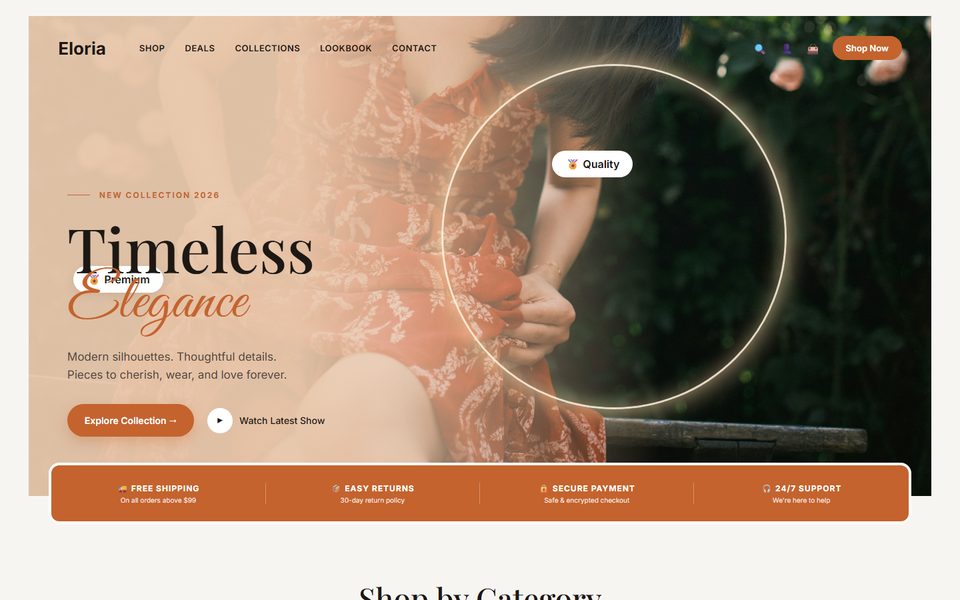 Eloria
SHOP DEALS COLLECTIONS LOOKBOOK CONTACT
Shop Now
Quality
NEW COLLECTION 2026
Timeless
Premium
Elegance
Modern silhouettes. Thoughtful details.
Pieces to cherish, wear, and love forever.
Explore Collection →
Watch Latest Show
FREE SHIPPING
On all orders above $99
EASY RETURNS
30-day return policy
SECURE PAYMENT
Safe & encrypted checkout
24/7 SUPPORT
We're here to help
Shop by Category